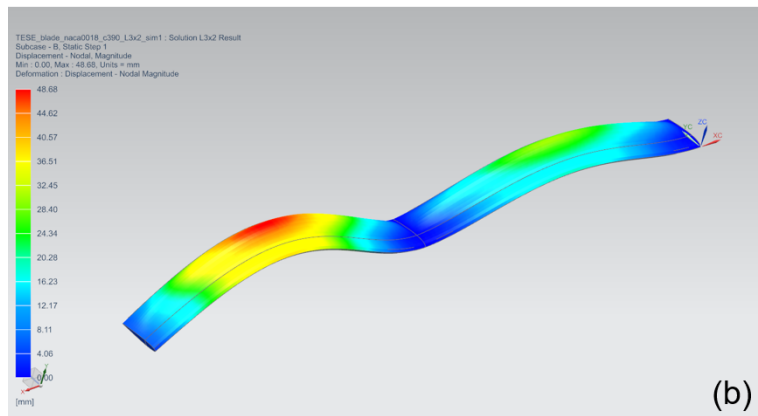 TESE_blade_naca0018_c390_L3x2_sim1 : Solution L3x2 Result
Subcase - B, Static Step 1
Displacement - Nodal, Magnitude
Min : 0.00, Max : 48.68, Units = mm
Deformation : Displacement - Nodal Magnitude
48.68
44.62
40.57
36.51
32.45
28.40
24.34
20.28
16.23
12.17
8.11
4.06
0.00
[mm]
X
Y
YC
ZC
XC
(b)